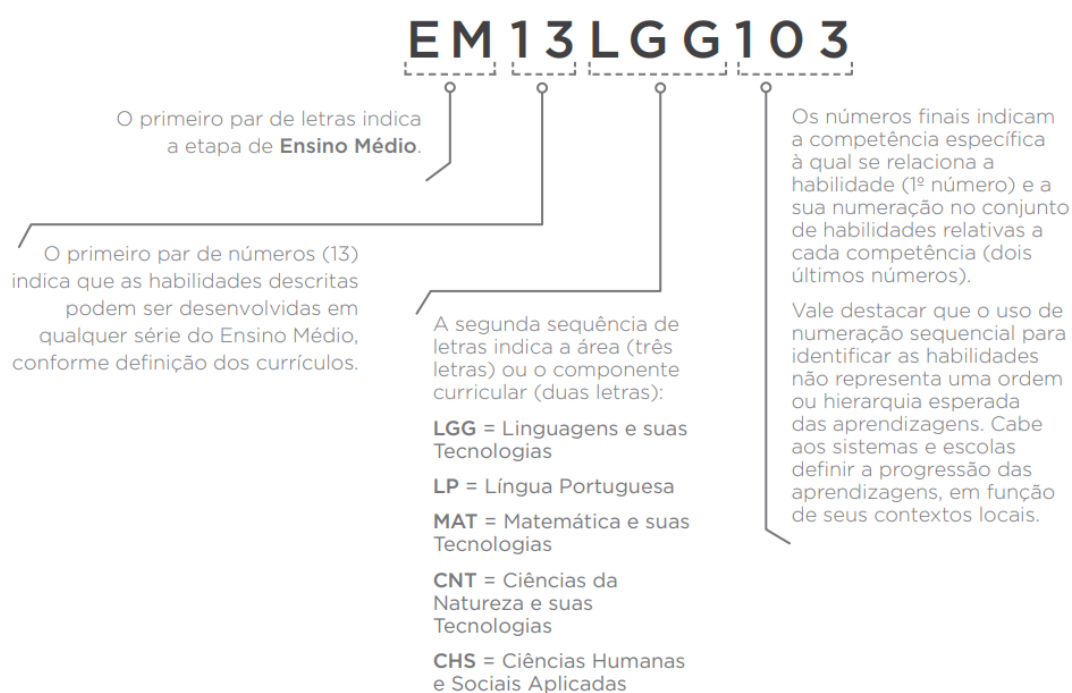 EM13LGG103
O primeiro par de letras indica
a etapa de Ensino Médio.
O primeiro par de números (13)
indica que as habilidades descritas
podem ser desenvolvidas em
qualquer série do Ensino Médio,
conforme definição dos currículos.
A segunda sequência de
letras indica a área (três
letras) ou o componente
curricular (duas letras):
LGG = Linguagens e suas
Tecnologias
LP = Língua Portuguesa
MAT = Matemática e suas
Tecnologias
CNT = Ciências da
Natureza e suas
Tecnologias
CHS = Ciências Humanas
e Sociais Aplicadas
Os números finais indicam
a competência específica
à qual se relaciona a
habilidade (1º número) e a
sua numeração no conjunto
de habilidades relativas a
cada competência (dois
últimos números).
Vale destacar que o uso de
numeração sequencial para
identificar as habilidades
não representa uma ordem
ou hierarquia esperada
das aprendizagens. Cabe
aos sistemas e escolas
definir a progressão das
aprendizagens, em função
de seus contextos locais.